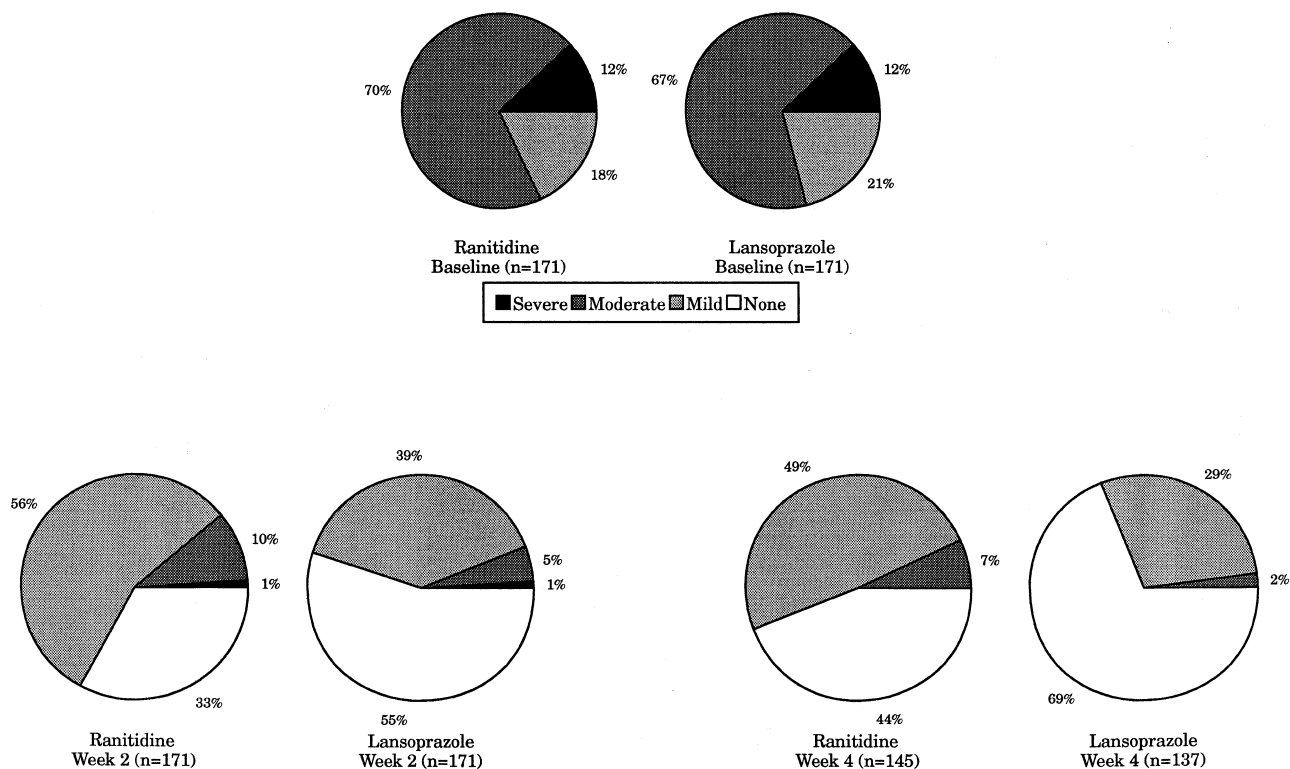 70%
12%
18%
67%
12%
21%
Ranitidine
Baseline (n=171)
Lansoprazole
Baseline (n=171)
Severe Moderate Mild None
56%
10%
1%
33%
Ranitidine
Week 2 (n=171)
39%
5%
1%
55%
Lansoprazole
Week 2 (n=171)
49%
7%
44%
Ranitidine
Week 4 (n=145)
29%
2%
69%
Lansoprazole
Week 4 (n=137)